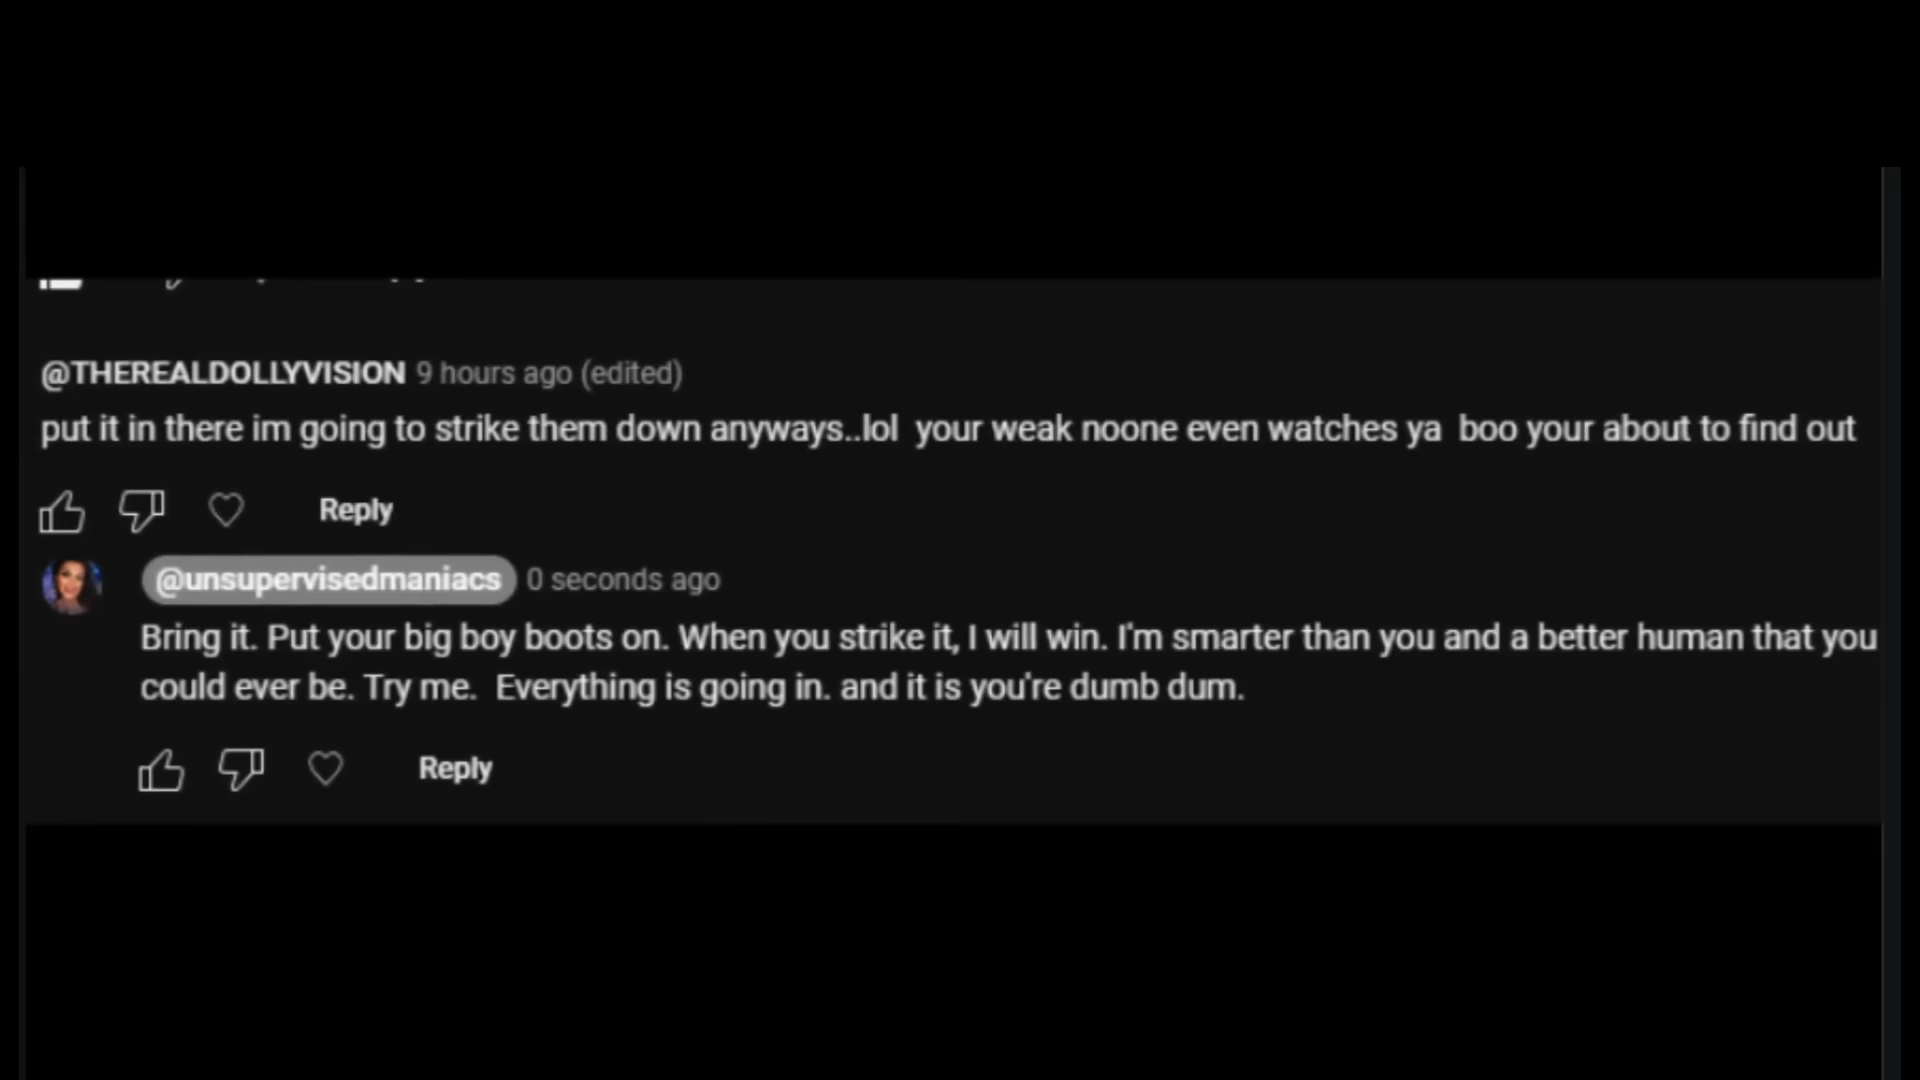 @THEREALDOLLYVISION 9 hours ago (edited)
put it in there im going to strike them down anyways..lol  your weak noone even watches ya  boo your about to find out
Reply
@unsupervisedmaniacs 0 seconds ago
Bring it. Put your big boy boots on. When you strike it, I will win. I'm smarter than you and a better human that you
could ever be. Try me.  Everything is going in. and it is you're dumb dum.
Reply